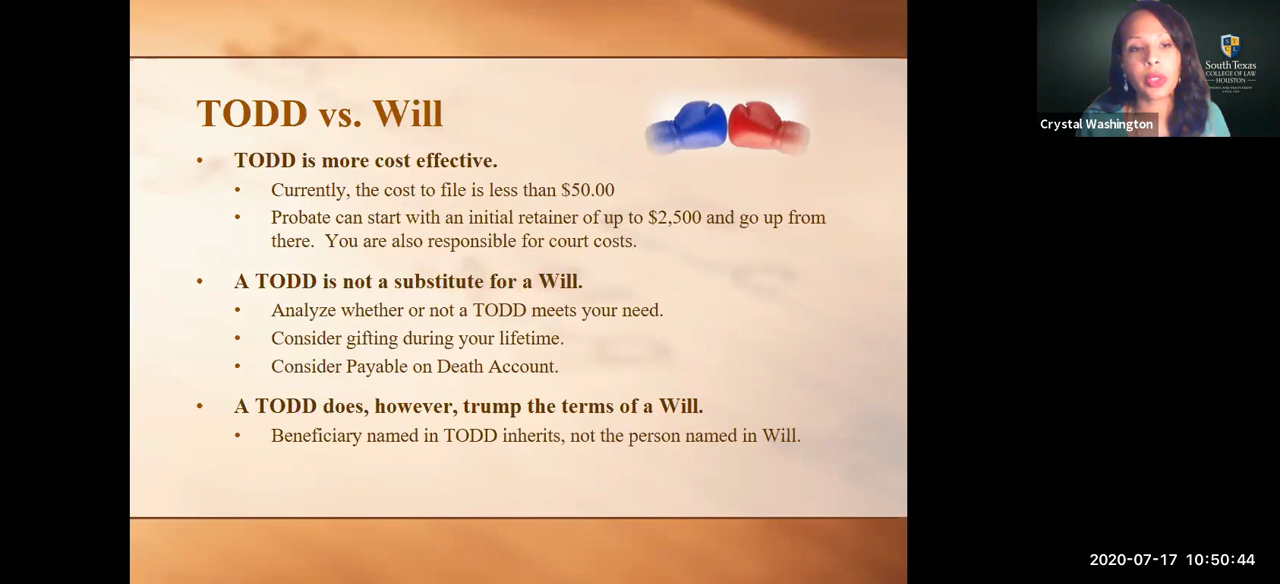 TODD vs. Will
• TODD is more cost effective.
• Currently, the cost to file is less than $50.00
• Probate can start with an initial retainer of up to $2,500 and go up from
there.  You are also responsible for court costs.
• A TODD is not a substitute for a Will.
• Analyze whether or not a TODD meets your need.
• Consider gifting during your lifetime.
• Consider Payable on Death Account.
• A TODD does, however, trump the terms of a Will.
• Beneficiary named in TODD inherits, not the person named in Will.
South Texas
COLLEGE OF LAW
HOUSTON
Crystal Washington
2020-07-17 10:50:44